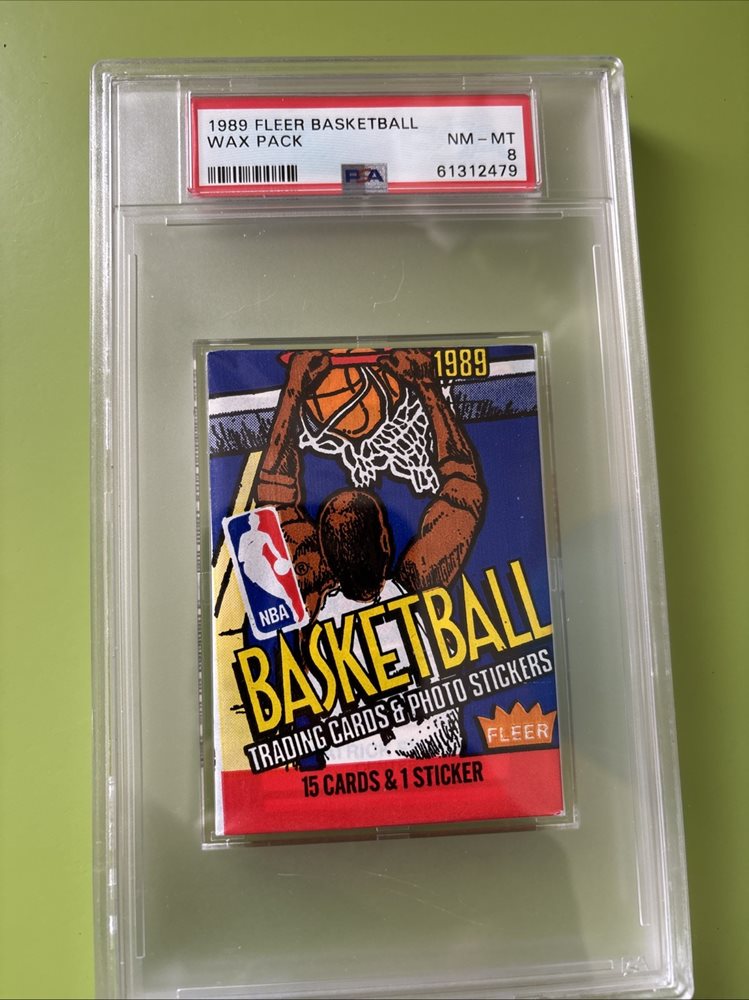 1989 FLEER BASKETBALL
WAX PACK NM-MT
8
PSA 61312479
1989
NBA
®
BASKETBALL
TRADING CARDS & PHOTO STICKERS
FLEER
15 CARDS & 1 STICKER